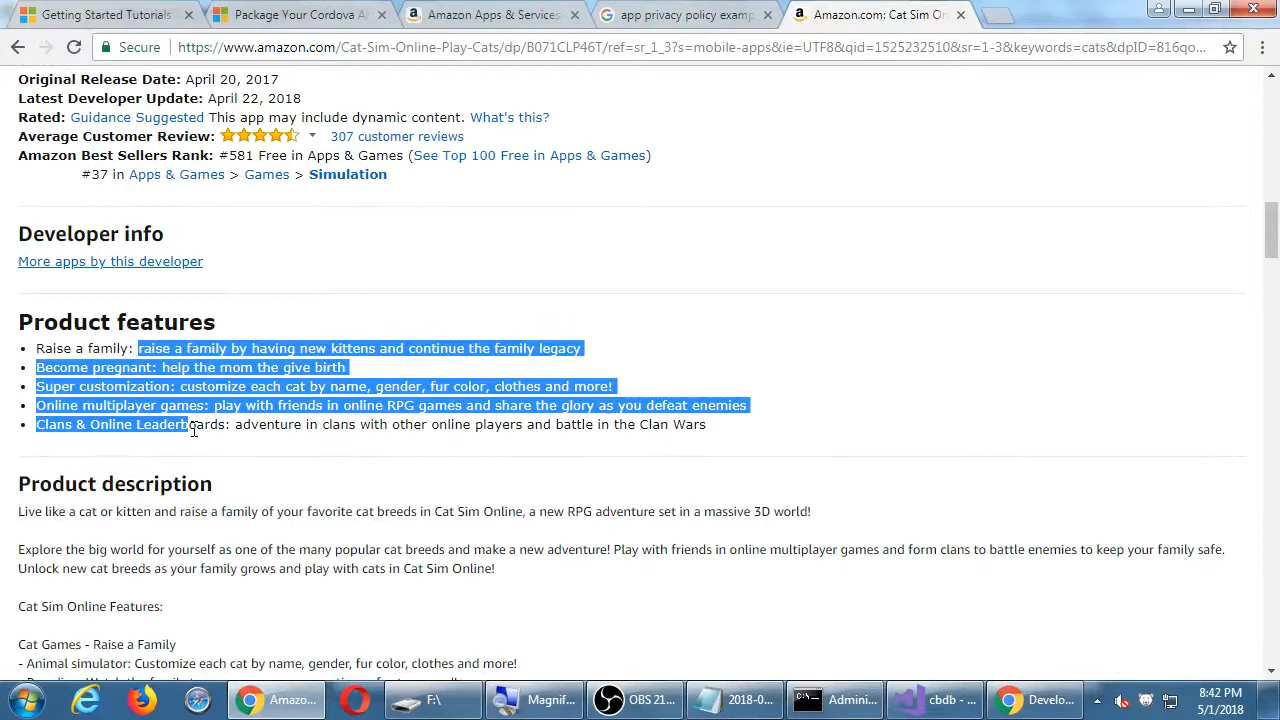 Getting Started Tutorials
Package Your Cordova A
Amazon Apps & Service
app privacy policy examp
Amazon.com: Cat Sim On
Secure
https://www.amazon.com/Cat-Sim-Online-Play-Cats/dp/B071CLP46T/ref=sr_1_3?s=mobile-apps&ie=UTF8&qid=1525232510&sr=1-3&keywords=cats&dpID=816qo...
Original Release Date: April 20, 2017
Latest Developer Update: April 22, 2018
Rated: Guidance Suggested This app may include dynamic content. What's this?
Average Customer Review: 307 customer reviews
Amazon Best Sellers Rank: #581 Free in Apps & Games (See Top 100 Free in Apps & Games)
#37 in Apps & Games > Games > Simulation
Developer info
More apps by this developer
Product features
• Raise a family: raise a family by having new kittens and continue the family legacy
• Become pregnant: help the mom the give birth
• Super customization: customize each cat by name, gender, fur color, clothes and more!
• Online multiplayer games: play with friends in online RPG games and share the glory as you defeat enemies
• Clans & Online Leaderboards: adventure in clans with other online players and battle in the Clan Wars
Product description
Live like a cat or kitten and raise a family of your favorite cat breeds in Cat Sim Online, a new RPG adventure set in a massive 3D world!
Explore the big world for yourself as one of the many popular cat breeds and make a new adventure! Play with friends in online multiplayer games and form clans to battle enemies to keep your family safe.
Unlock new cat breeds as your family grows and play with cats in Cat Sim Online!
Cat Sim Online Features:
Cat Games - Raise a Family
- Animal simulator: Customize each cat by name, gender, fur color, clothes and more!
Amazo...
F:\
Magnif...
OBS 21...
2018-0...
Admini...
cbdb - ...
Develo...
8:42 PM
5/1/2018